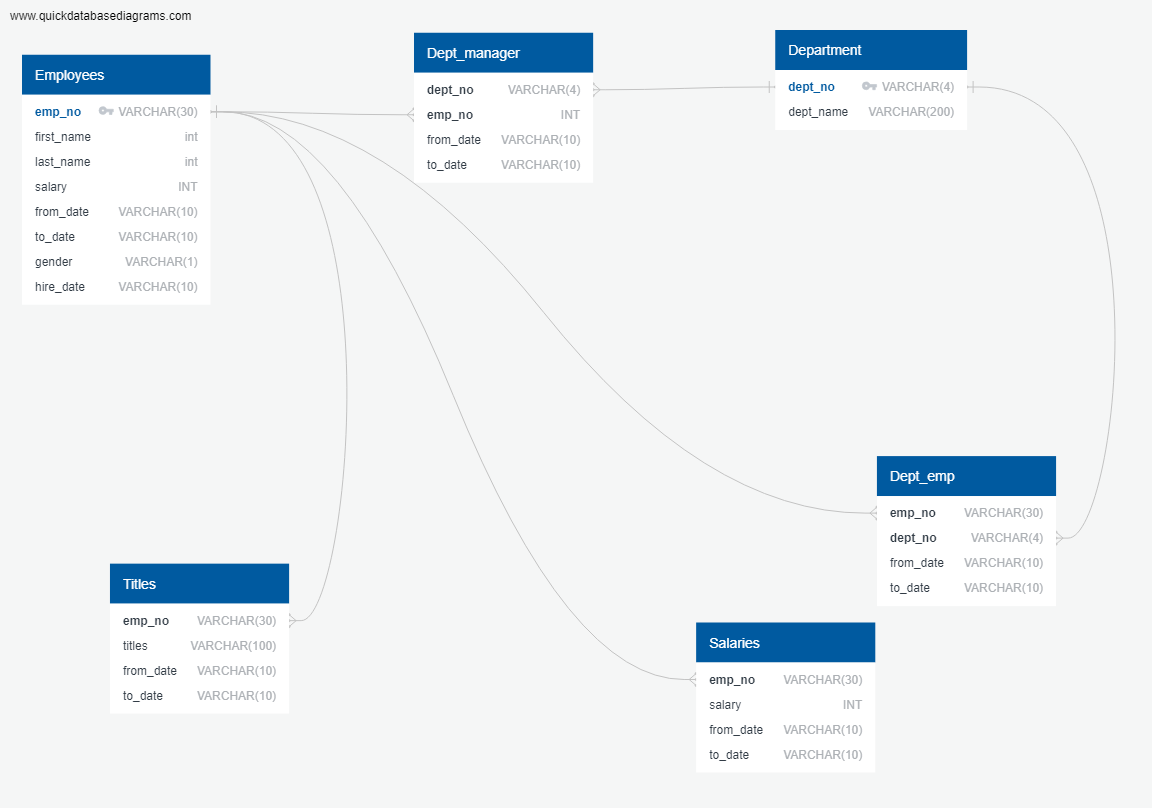 www.quickdatabasediagrams.com
Employees
emp_no VARCHAR(30)
first_name int
last_name int
salary INT
from_date VARCHAR(10)
to_date VARCHAR(10)
gender VARCHAR(1)
hire_date VARCHAR(10)
Dept_manager
dept_no VARCHAR(4)
emp_no INT
from_date VARCHAR(10)
to_date VARCHAR(10)
Department
dept_no VARCHAR(4)
dept_name VARCHAR(200)
Dept_emp
emp_no VARCHAR(30)
dept_no VARCHAR(4)
from_date VARCHAR(10)
to_date VARCHAR(10)
Titles
emp_no VARCHAR(30)
titles VARCHAR(100)
from_date VARCHAR(10)
to_date VARCHAR(10)
Salaries
emp_no VARCHAR(30)
salary INT
from_date VARCHAR(10)
to_date VARCHAR(10)